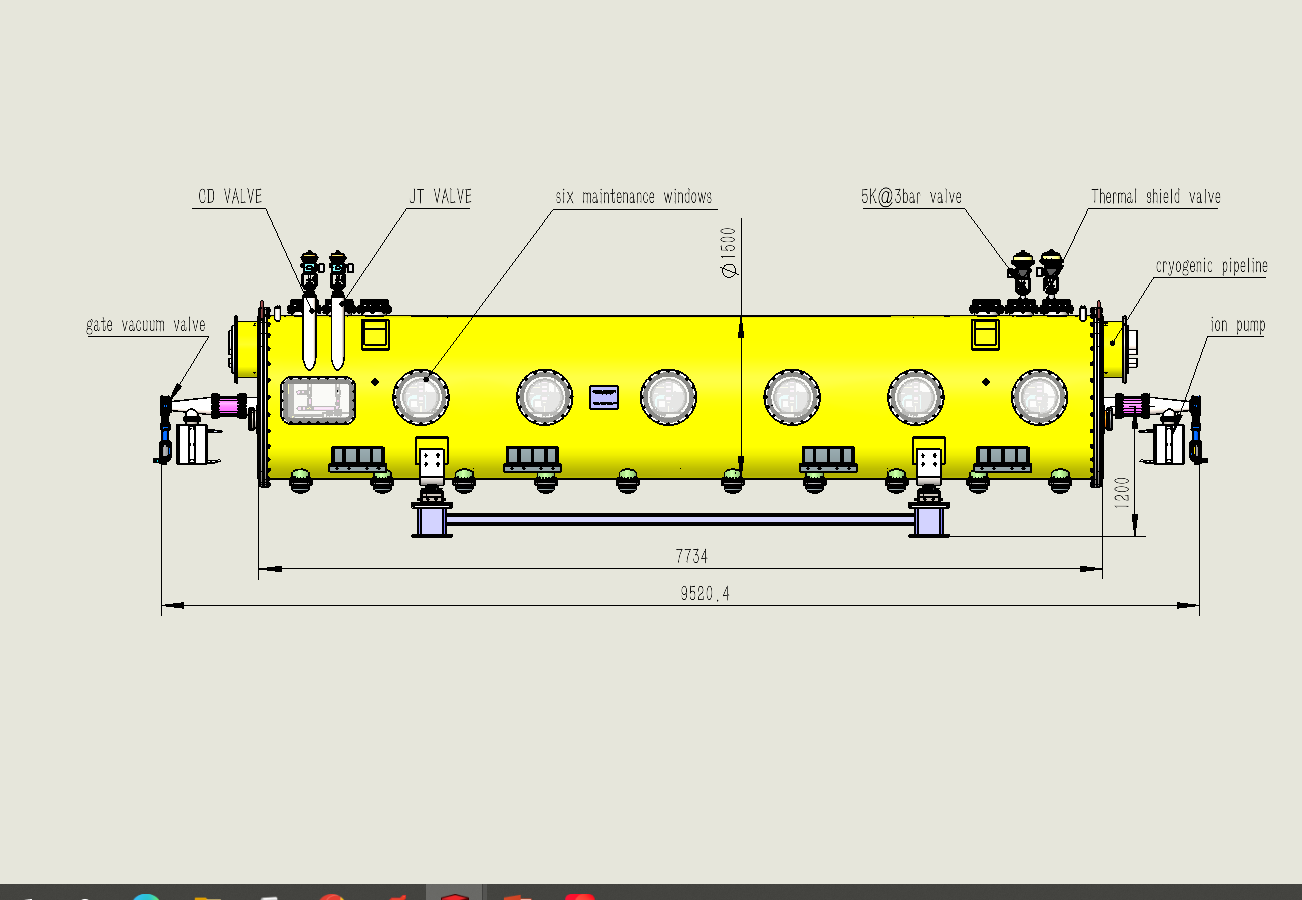 CD VALVE
JT VALVE
six maintenance windows
5K@3bar valve
Thermal shield valve
Ø1500
cryogenic pipeline
gate vacuum valve
ion pump
1200
7734
9520.4